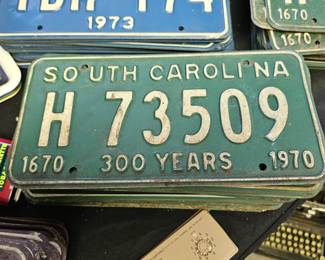 1973
1670
1670
SOUTH CAROLINA
H 73509
1670 300 YEARS 1970